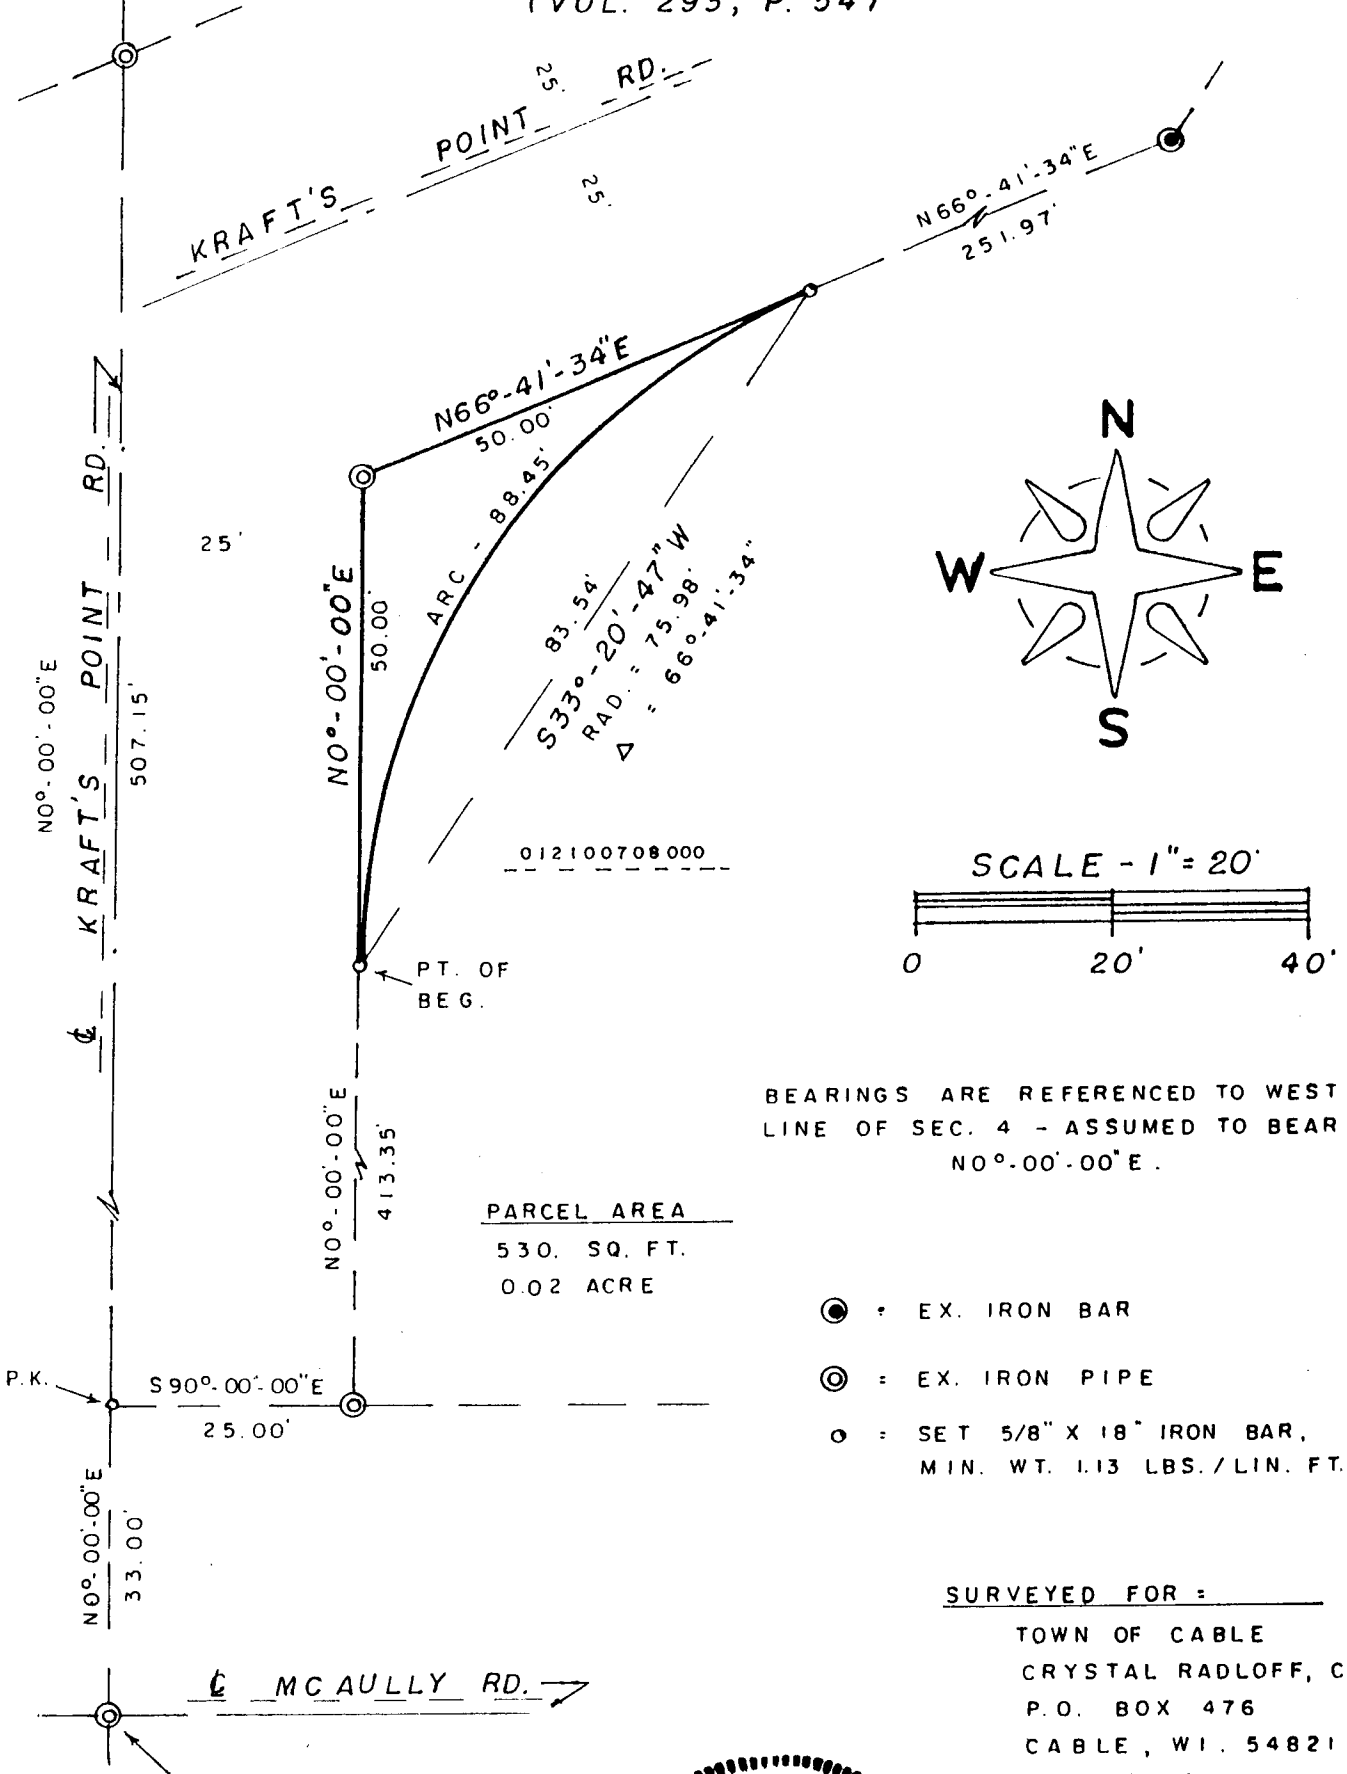 (VOL. 293, P. 547
KRAFT'S POINT RD.
25'
25'
N66°-41'-34"E
251.97'
N66°-41'-34"E
50.00'
ARC - 88.45'
N0°-00'-00"E
50.00'
83.54'
S33°-20'-47"W
RAD. = 75.98'
Δ = 66°-41'-34"
25'
N0°-00'-00"E
℄ KRAFT'S POINT RD.
507.15'
N
W E
S
012100708000
SCALE - 1"= 20'
0 20' 40'
PT. OF
BEG.
N0°-00'-00"E
413.35'
BEARINGS ARE REFERENCED TO WEST
LINE OF SEC. 4 - ASSUMED TO BEAR
N0°-00'-00"E.
PARCEL AREA
530. SQ. FT.
0.02 ACRE
= EX. IRON BAR
= EX. IRON PIPE
= SET 5/8" X 18" IRON BAR,
MIN. WT. 1.13 LBS./LIN. FT.
P.K.
S90°-00'-00"E
25.00'
N0°-00'-00"E
33.00'
℄ MCAULLY RD.
SURVEYED FOR =
TOWN OF CABLE
CRYSTAL RADLOFF, C
P.O. BOX 476
CABLE, WI. 54821